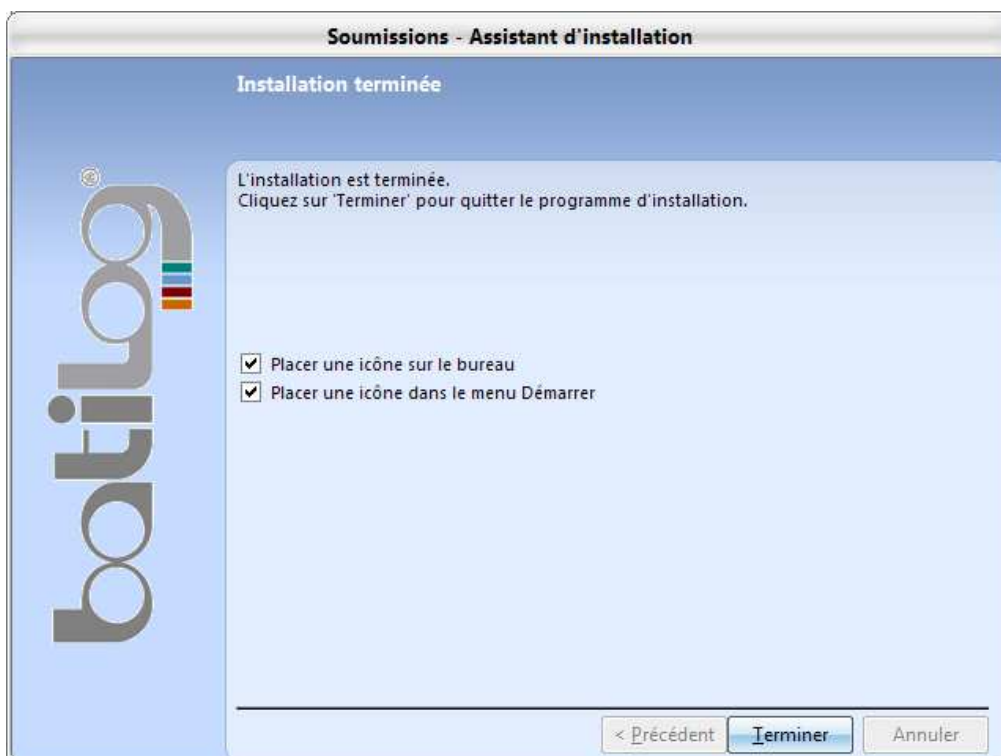 Soumissions - Assistant d'installation
Installation terminée
batiLog®
L'installation est terminée.
Cliquez sur 'Terminer' pour quitter le programme d'installation.
Placer une icône sur le bureau
Placer une icône dans le menu Démarrer
< Précédent
Terminer
Annuler